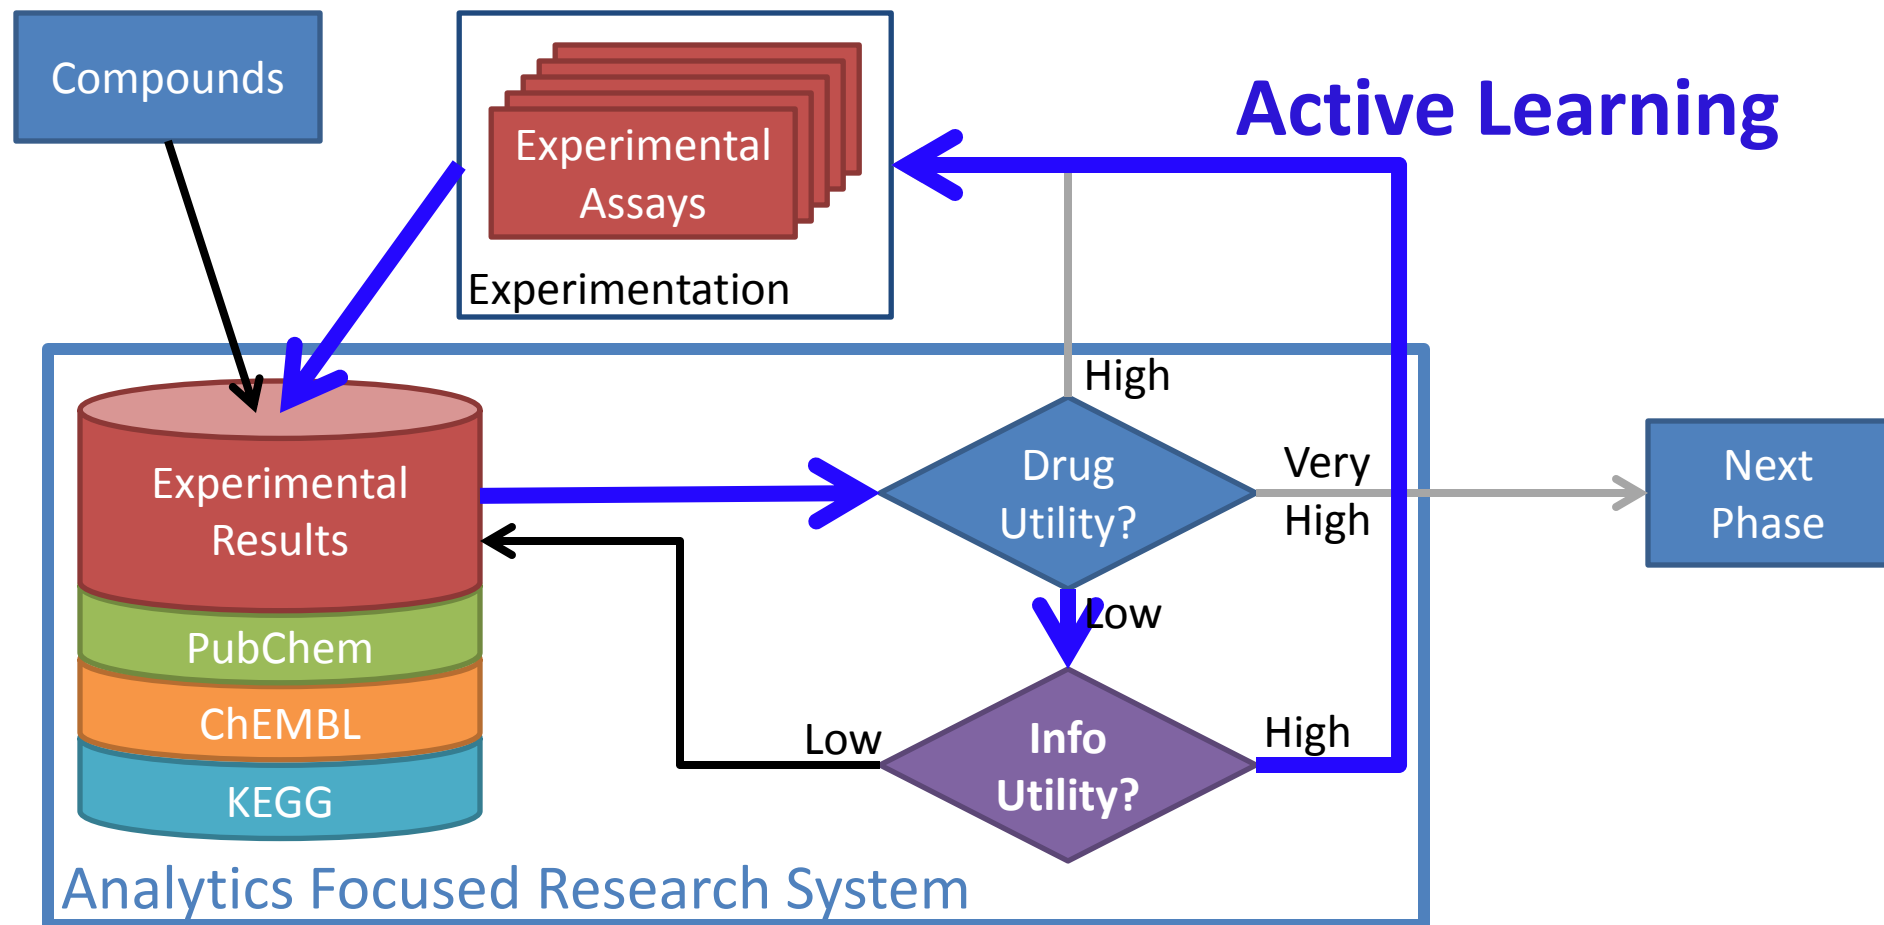 Compounds
Experimental
Assays
Experimentation
Active Learning
High
Drug
Utility?
Very
High
Next
Phase
Experimental
Results
Low
PubChem
ChEMBL
KEGG
Low
Info
Utility?
High
Analytics Focused Research System